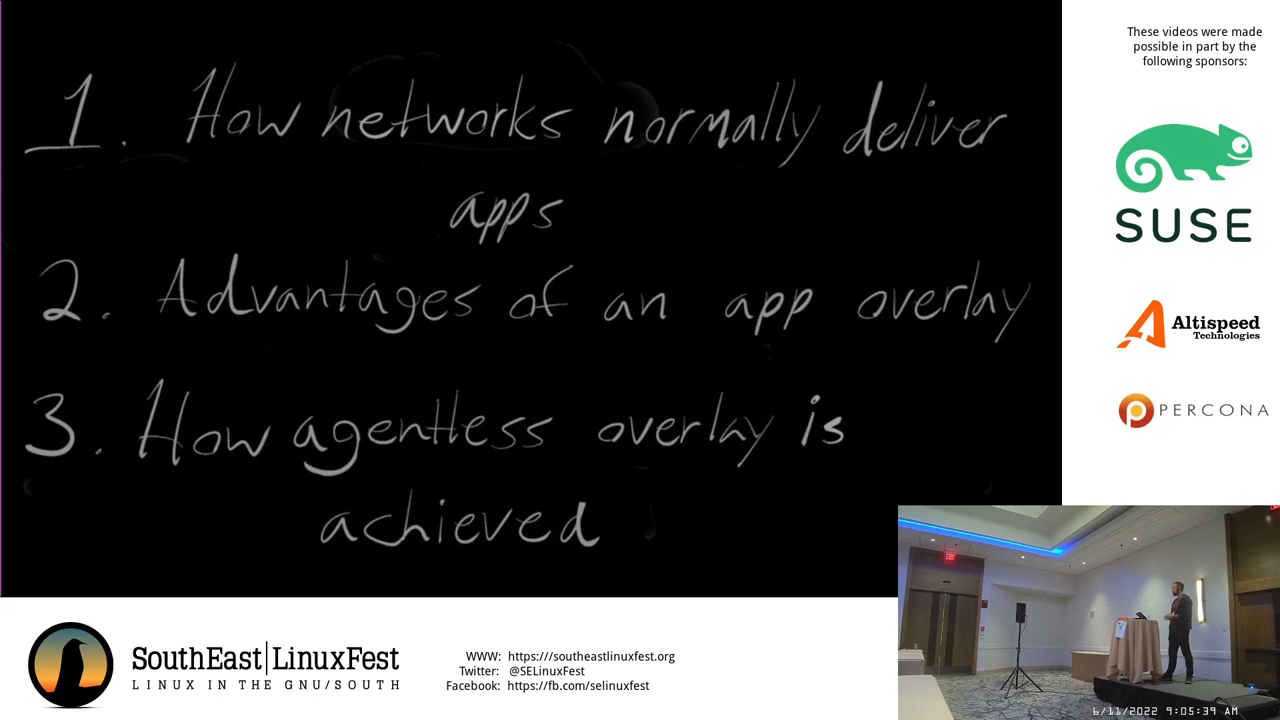 1. How networks normally deliver
apps
2. Advantages of an app overlay
3. How agentless overlay is
achieved
These videos were made
possible in part by the
following sponsors:
SUSE
Altispeed
Technologies
PERCONA
SouthEast|LinuxFest
LINUX IN THE GNU/SOUTH
WWW: https:///southeastlinuxfest.org
Twitter: @SELinuxFest
Facebook: https://fb.com/selinuxfest
EXIT
6/11/2022 9:05:39 AM